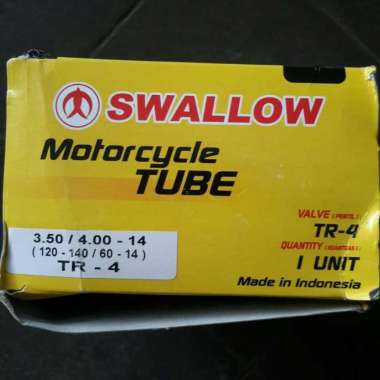 SWALLOW
Motorcycle
TUBE
3.50 / 4.00 - 14
( 120 - 140 / 60 - 14 )
TR - 4
VALVE ( PENTIL )
TR-4
QUANTITY ( KUANTITAS )
1 UNIT
Made in Indonesia